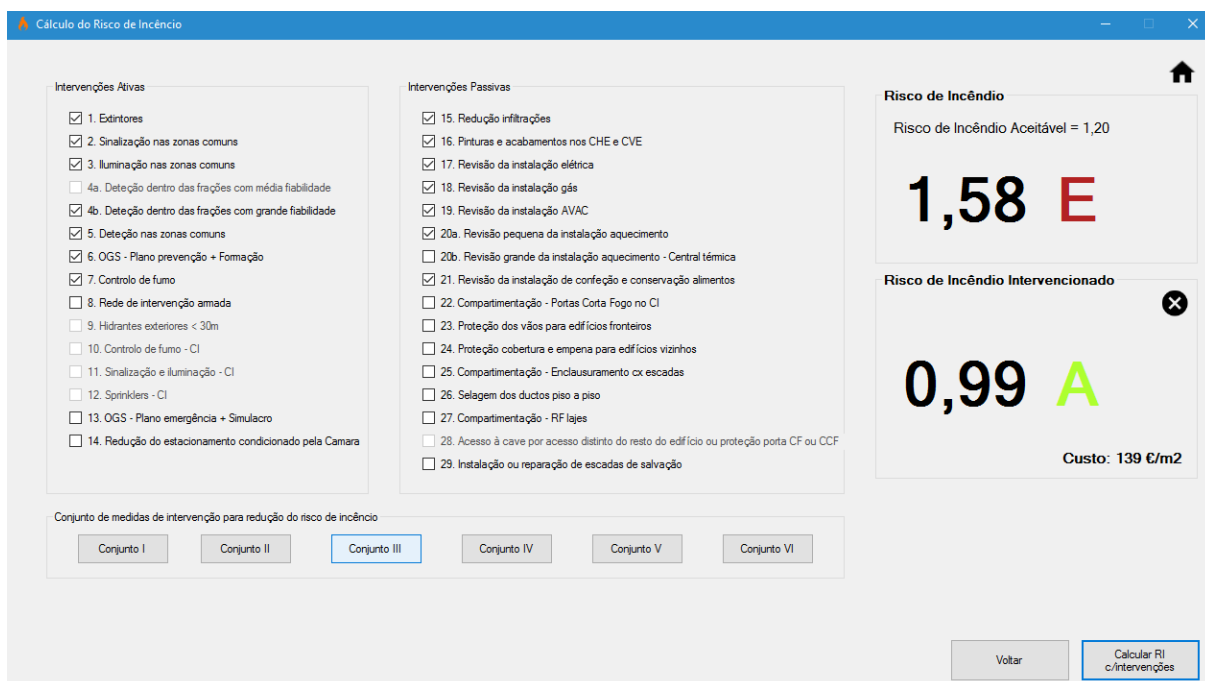 Cálculo do Risco de Incêncio
Intervenções Ativas
1. Extintores
2. Sinalização nas zonas comuns
3. Iluminação nas zonas comuns
4a. Deteção dentro das frações com média fiabilidade
4b. Deteção dentro das frações com grande fiabilidade
5. Deteção nas zonas comuns
6. OGS - Plano prevenção + Formação
7. Controlo de fumo
8. Rede de intervenção armada
9. Hidrantes exteriores < 30m
10. Controlo de fumo - CI
11. Sinalização e iluminação - CI
12. Sprinklers - CI
13. OGS - Plano emergência + Simulacro
14. Redução do estacionamento condicionado pela Camara
Intervenções Passivas
15. Redução infiltrações
16. Pinturas e acabamentos nos CHE e CVE
17. Revisão da instalação elétrica
18. Revisão da instalação gás
19. Revisão da instalação AVAC
20a. Revisão pequena da instalação aquecimento
20b. Revisão grande da instalação aquecimento - Central térmica
21. Revisão da instalação de confeção e conservação alimentos
22. Compartimentação - Portas Corta Fogo no CI
23. Proteção dos vãos para edifícios fronteiros
24. Proteção cobertura e empena para edifícios vizinhos
25. Compartimentação - Enclausuramento cx escadas
26. Selagem dos ductos piso a piso
27. Compartimentação - RF lajes
28. Acesso à cave por acesso distinto do resto do edifício ou proteção porta CF ou CCF
29. Instalação ou reparação de escadas de salvação
Risco de Incêndio
Risco de Incêndio Aceitável = 1,20
1,58 E
Risco de Incêndio Intervencionado
0,99 A
Custo: 139 €/m2
Conjunto de medidas de intervenção para redução do risco de incêncio
Conjunto I
Conjunto II
Conjunto III
Conjunto IV
Conjunto V
Conjunto VI
Voltar
Calcular RI
c/intervenções